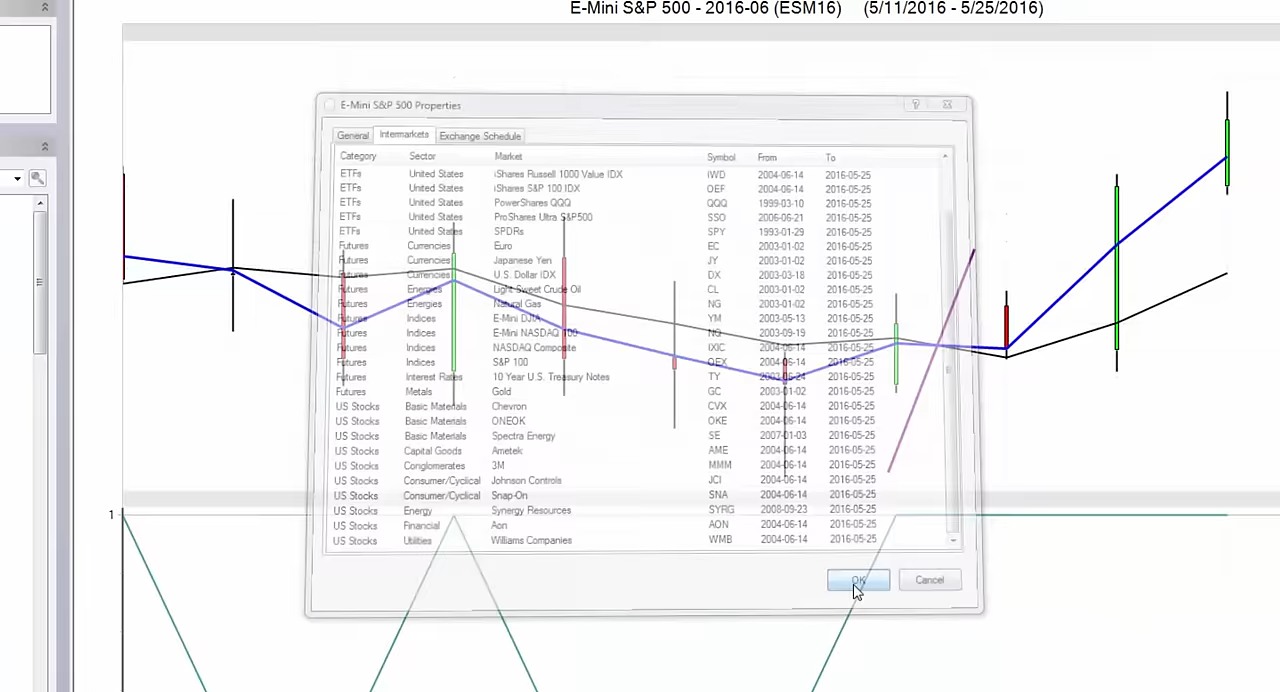 E-Mini S&P 500 - 2016-06 (ESM16) (5/11/2016 - 5/25/2016)
E-Mini S&P 500 Properties
General Intermarkets Exchange Schedule
Category Sector Market Symbol From To
ETFs United States iShares Russell 1000 Value IDX IWD 2004-06-14 2016-05-25
ETFs United States iShares S&P 100 IDX OEF 2004-06-14 2016-05-25
ETFs United States PowerShares QQQ QQQ 1999-03-10 2016-05-25
ETFs United States ProShares Ultra S&P500 SSO 2006-06-21 2016-05-25
ETFs United States SPDRs SPY 1993-01-29 2016-05-25
Futures Currencies Euro EC 2003-01-02 2016-05-25
Futures Currencies Japanese Yen JY 2003-01-02 2016-05-25
Futures Currencies U.S. Dollar IDX DX 2003-03-18 2016-05-25
Futures Energies Light Sweet Crude Oil CL 2003-01-02 2016-05-25
Futures Energies Natural Gas NG 2003-01-02 2016-05-25
Futures Indices E-Mini DJIA YM 2003-05-13 2016-05-25
Futures Indices E-Mini NASDAQ 100 NQ 2003-09-19 2016-05-25
Futures Indices NASDAQ Composite IXIC 2004-06-14 2016-05-25
Futures Indices S&P 100 OEX 2004-06-14 2016-05-25
Futures Interest Rates 10 Year U.S. Treasury Notes TY 2003-06-24 2016-05-25
Futures Metals Gold GC 2003-01-02 2016-05-25
US Stocks Basic Materials Chevron CVX 2004-06-14 2016-05-25
US Stocks Basic Materials ONEOK OKE 2004-06-14 2016-05-25
US Stocks Basic Materials Spectra Energy SE 2007-01-03 2016-05-25
US Stocks Capital Goods Ametek AME 2004-06-14 2016-05-25
US Stocks Conglomerates 3M MMM 2004-06-14 2016-05-25
US Stocks Consumer/Cyclical Johnson Controls JCI 2004-06-14 2016-05-25
US Stocks Consumer/Cyclical Snap-On SNA 2004-06-14 2016-05-25
US Stocks Energy Synergy Resources SYRG 2008-09-23 2016-05-25
US Stocks Financial Aon AON 2004-06-14 2016-05-25
US Stocks Utilities Williams Companies WMB 2004-06-14 2016-05-25
1
OK Cancel